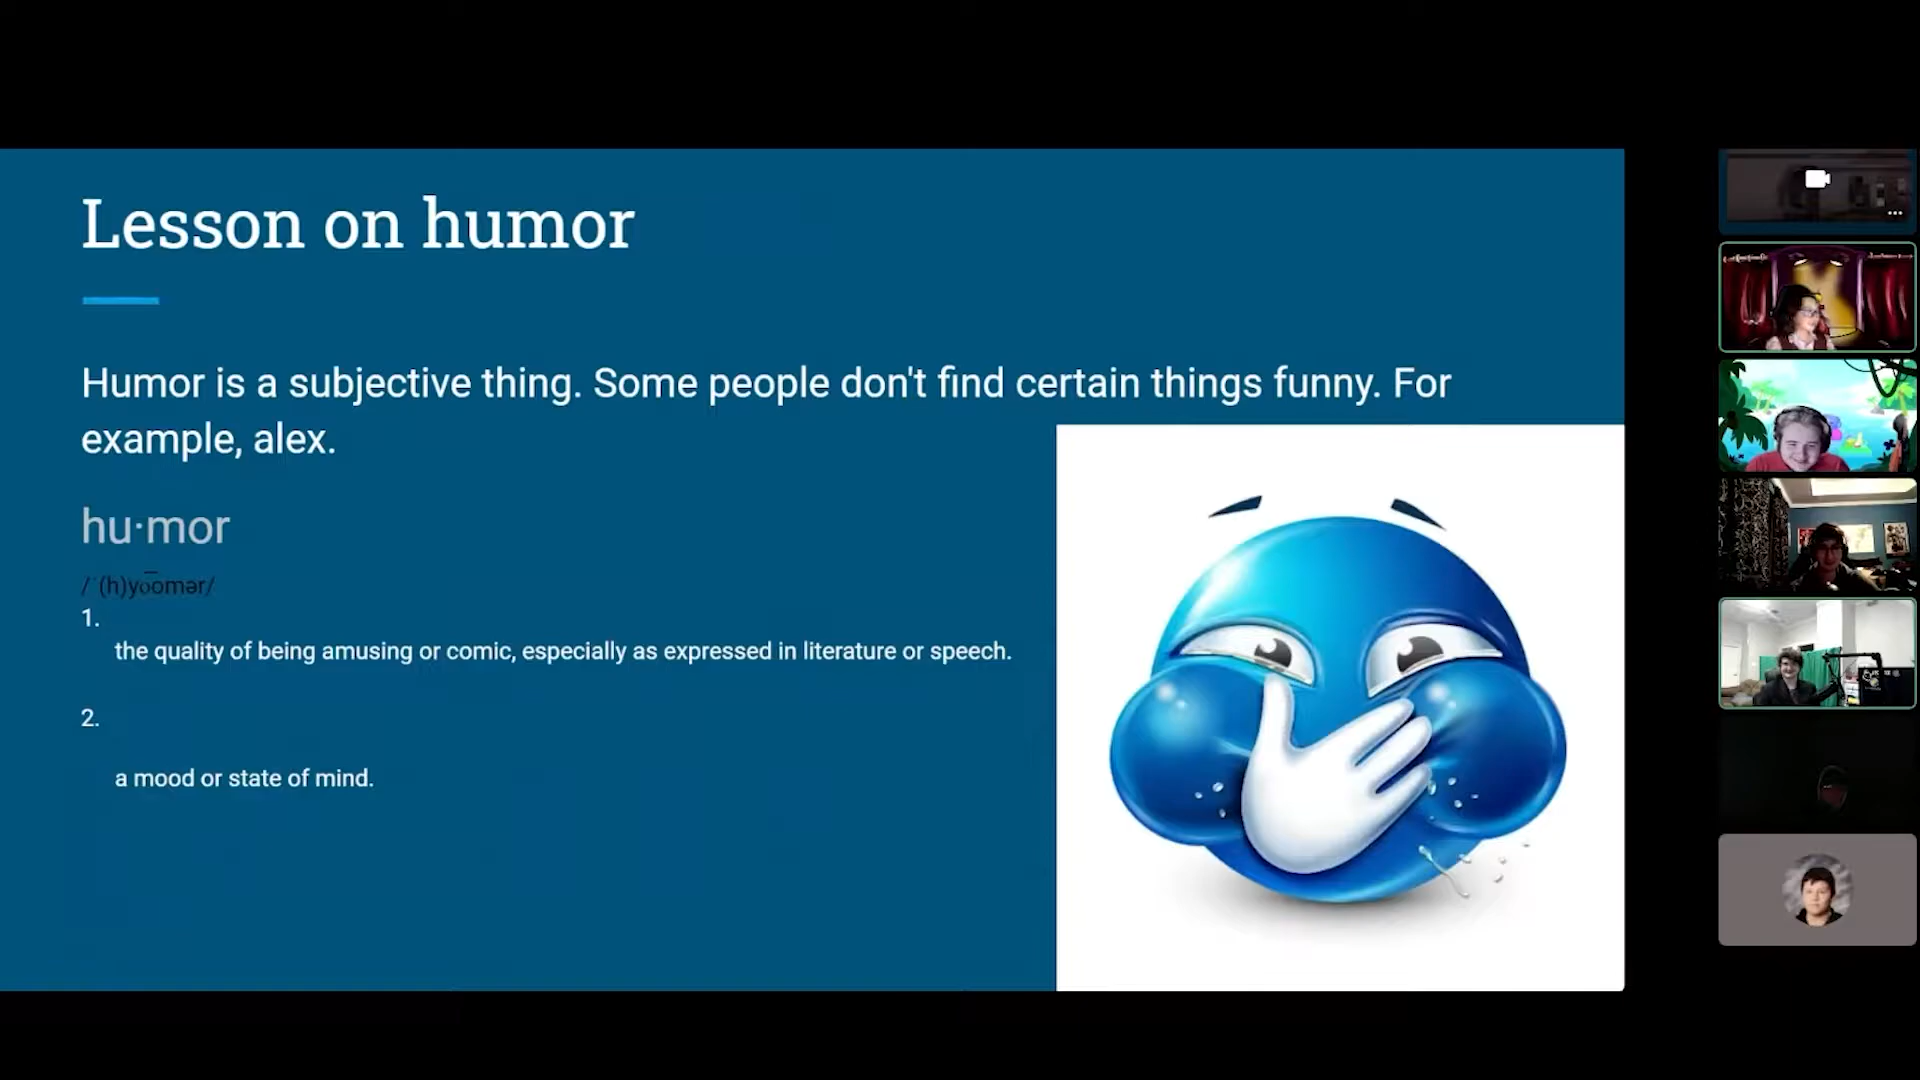 Lesson on humor
Humor is a subjective thing. Some people don't find certain things funny. For
example, alex.
hu·mor
/ˈ(h)yo͞omər/
1.
the quality of being amusing or comic, especially as expressed in literature or speech.
2.
a mood or state of mind.